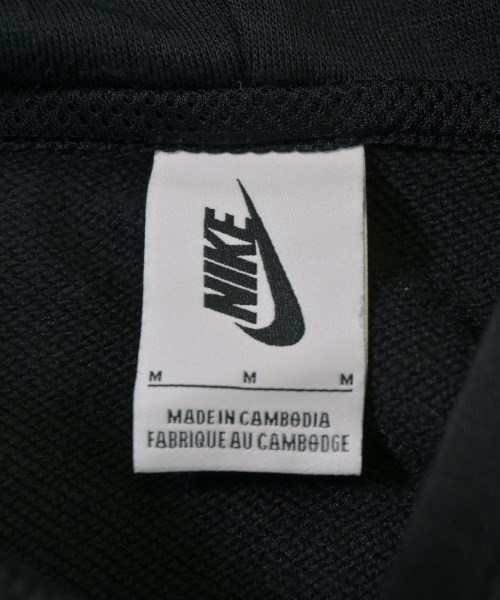 NIKE
M M M
MADE IN CAMBODIA
FABRIQUE AU CAMBODGE